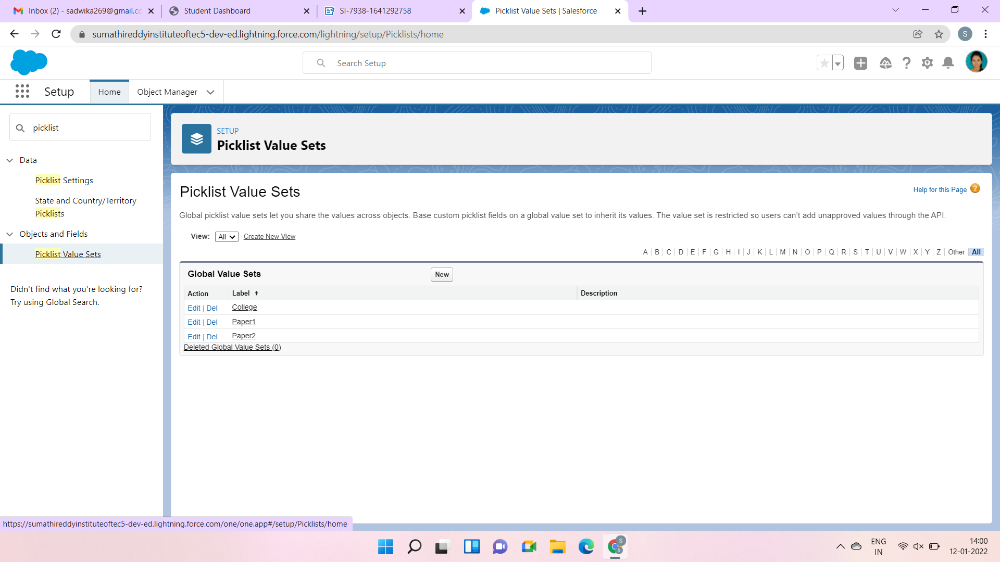 Inbox (2) - sadwika269@gmail.co
Student Dashboard
SI-7938-1641292758
Picklist Value Sets | Salesforce
sumathireddyinstituteoftec5-dev-ed.lightning.force.com/lightning/setup/Picklists/home
S
Search Setup
Setup
Home
Object Manager
picklist
Data
Picklist Settings
State and Country/Territory
Picklists
Objects and Fields
Picklist Value Sets
Didn't find what you're looking for?
Try using Global Search.
SETUP
Picklist Value Sets
Picklist Value Sets
Help for this Page ?
Global picklist value sets let you share the values across objects. Base custom picklist fields on a global value set to inherit its values. The value set is restricted so users can't add unapproved values through the API.
View: All Create New View
A | B | C | D | E | F | G | H | I | J | K | L | M | N | O | P | Q | R | S | T | U | V | W | X | Y | Z | Other All
Global Value Sets
New
Action Label ↑ Description
Edit | Del College
Edit | Del Paper1
Edit | Del Paper2
Deleted Global Value Sets (0)
https://sumathireddyinstituteoftec5-dev-ed.lightning.force.com/one/one.app#/setup/Picklists/home
S
S
ENG
IN
14:00
12-01-2022